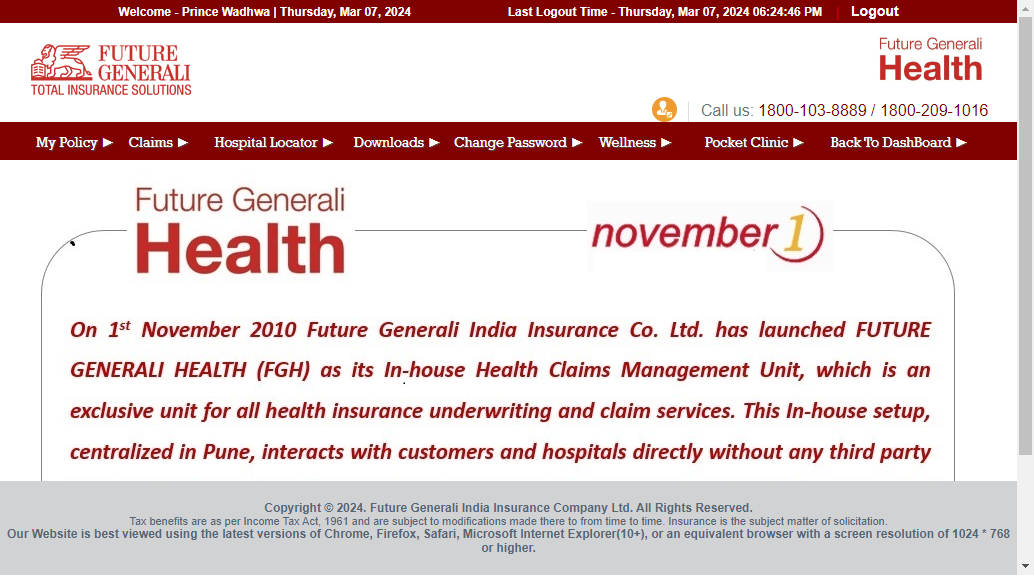 Welcome - Prince Wadhwa | Thursday, Mar 07, 2024
Last Logout Time - Thursday, Mar 07, 2024 06:24:46 PM
Logout
FUTURE
GENERALI
TOTAL INSURANCE SOLUTIONS
Future Generali
Health
Call us: 1800-103-8889 / 1800-209-1016
My Policy ▶ Claims ▶ Hospital Locator ▶ Downloads ▶ Change Password ▶ Wellness ▶ Pocket Clinic ▶ Back To DashBoard ▶
Future Generali
Health
november 1
On 1st November 2010 Future Generali India Insurance Co. Ltd. has launched FUTURE
GENERALI HEALTH (FGH) as its In-house Health Claims Management Unit, which is an
exclusive unit for all health insurance underwriting and claim services. This In-house setup,
centralized in Pune, interacts with customers and hospitals directly without any third party
Copyright © 2024. Future Generali India Insurance Company Ltd. All Rights Reserved.
Tax benefits are as per Income Tax Act, 1961 and are subject to modifications made there to from time to time. Insurance is the subject matter of solicitation.
Our Website is best viewed using the latest versions of Chrome, Firefox, Safari, Microsoft Internet Explorer(10+), or an equivalent browser with a screen resolution of 1024 * 768
or higher.